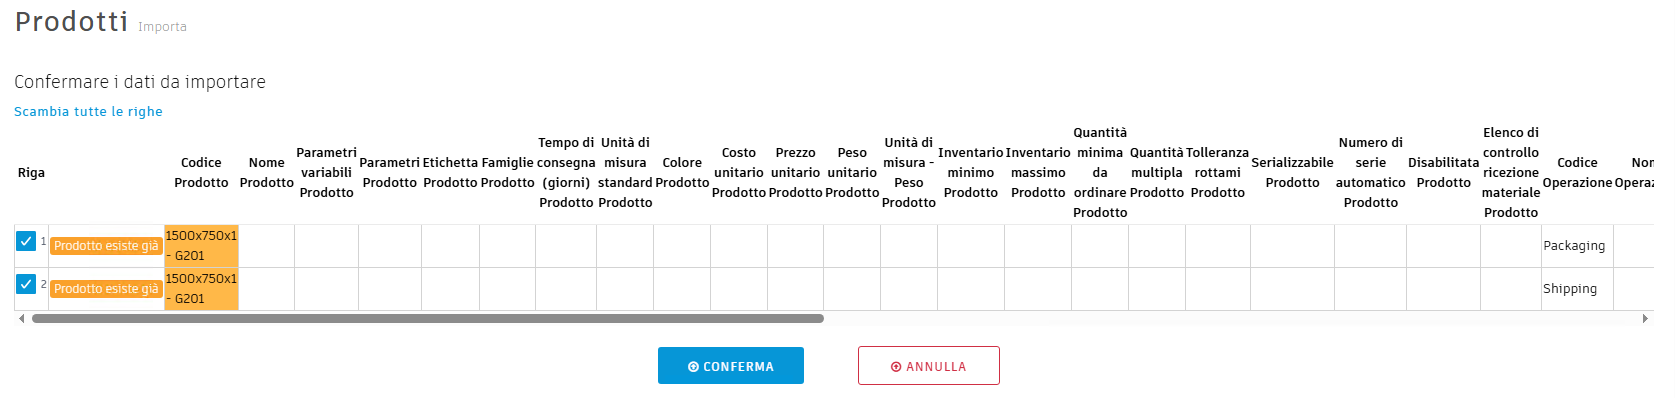 Prodotti Importa
Confermare i dati da importare
Scambia tutte le righe
Riga
Codice
Prodotto
Nome
Prodotto
Parametri
variabili
Prodotto
Parametri
Prodotto
Etichetta
Prodotto
Famiglie
Prodotto
Tempo di
consegna
(giorni)
Prodotto
Unità di
misura
standard
Prodotto
Colore
Prodotto
Costo
unitario
Prodotto
Prezzo
unitario
Prodotto
Peso
unitario
Prodotto
Unità di
misura -
Peso
Prodotto
Inventario
minimo
Prodotto
Inventario
massimo
Prodotto
Quantità
minima
da
ordinare
Prodotto
Quantità
multipla
Prodotto
Tolleranza
rottami
Prodotto
Serializzabile
Prodotto
Numero di
serie
automatico
Prodotto
Disabilitata
Prodotto
Elenco di
controllo
ricezione
materiale
Prodotto
Codice
Operazione
1 Prodotto esiste già
1500x750x1
- G201
Packaging
2 Prodotto esiste già
1500x750x1
- G201
Shipping
CONFERMA
ANNULLA